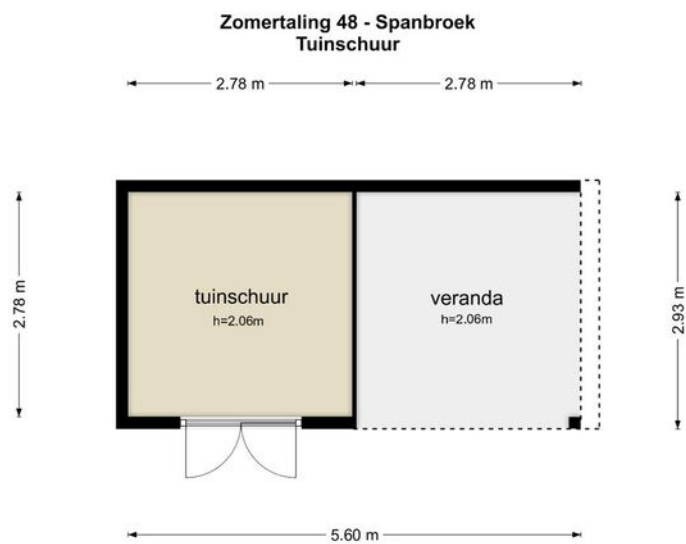 Zomertaling 48 - Spanbroek
Tuinschuur
2.78 m 2.78 m
2.78 m
tuinschuur
h=2.06m
veranda
h=2.06m
2.93 m
5.60 m